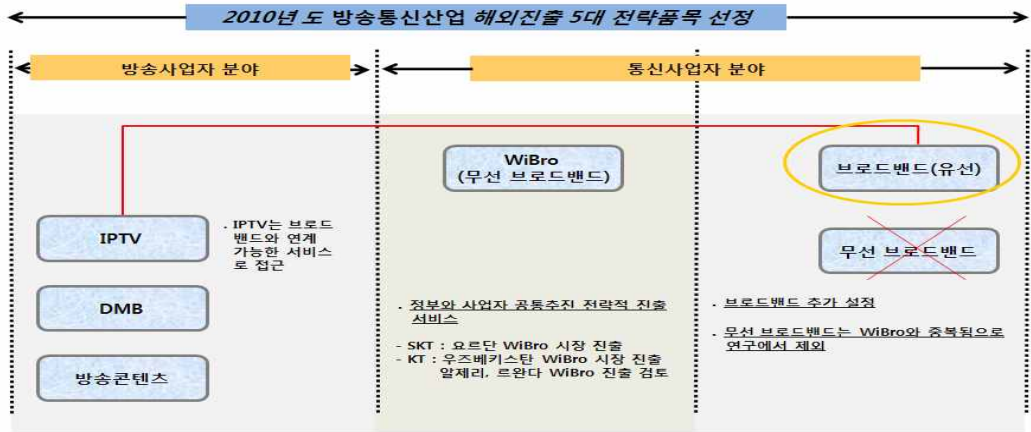 2010년 도 방송통신산업 해외진출 5대 전략품목 선정
방송사업자 분야
통신사업자 분야
WiBro
(무선 브로드밴드)
브로드밴드(유선)
IPTV
. IPTV는 브로드
밴드와 연계
가능한 서비스
로 접근
무선 브로드밴드
DMB
방송콘텐츠
. 정부와 사업자 공통추진 전략적 진출
서비스
- SKT : 요르단 WiBro 시장 진출
- KT : 우즈베키스탄 WiBro 시장 진출
알제리, 르완다 WiBro 진출 검토
. 브로드밴드 추가 설정
. 무선 브로드밴드는 WiBro와 중복됨으로
연구에서 제외